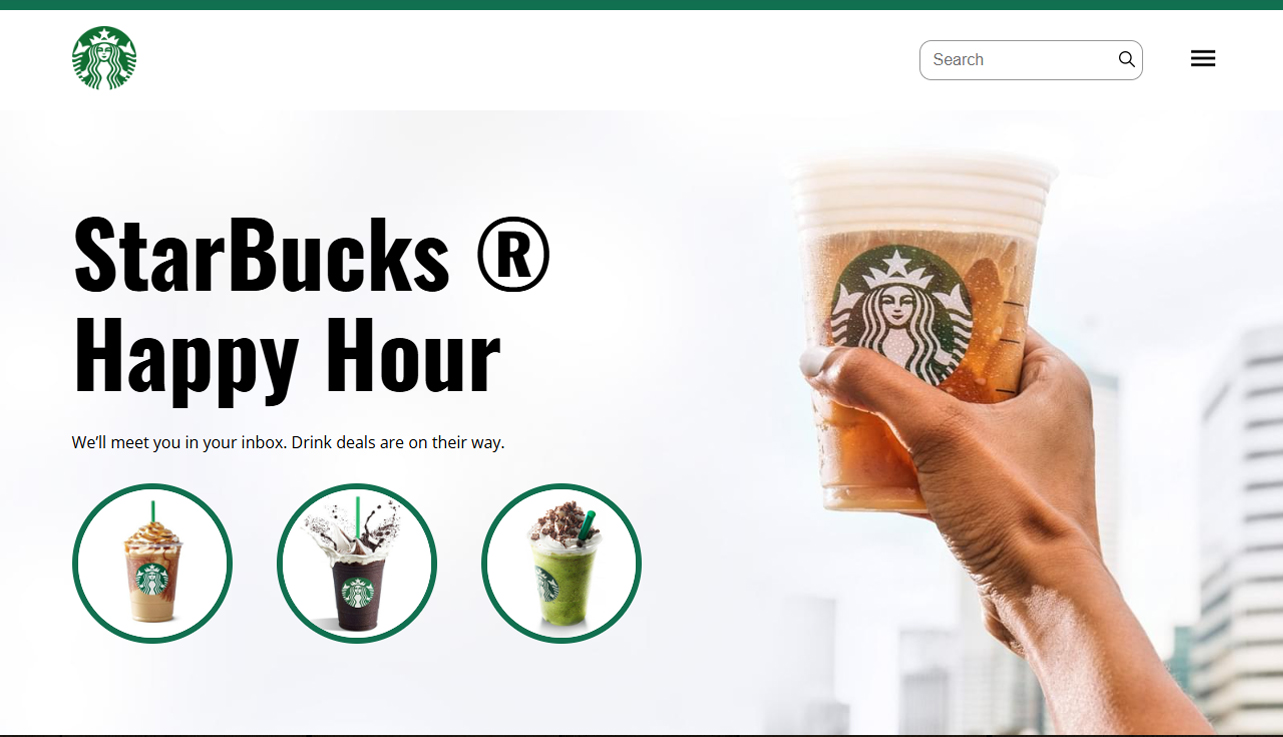 Search
StarBucks ®
Happy Hour
We’ll meet you in your inbox. Drink deals are on their way.